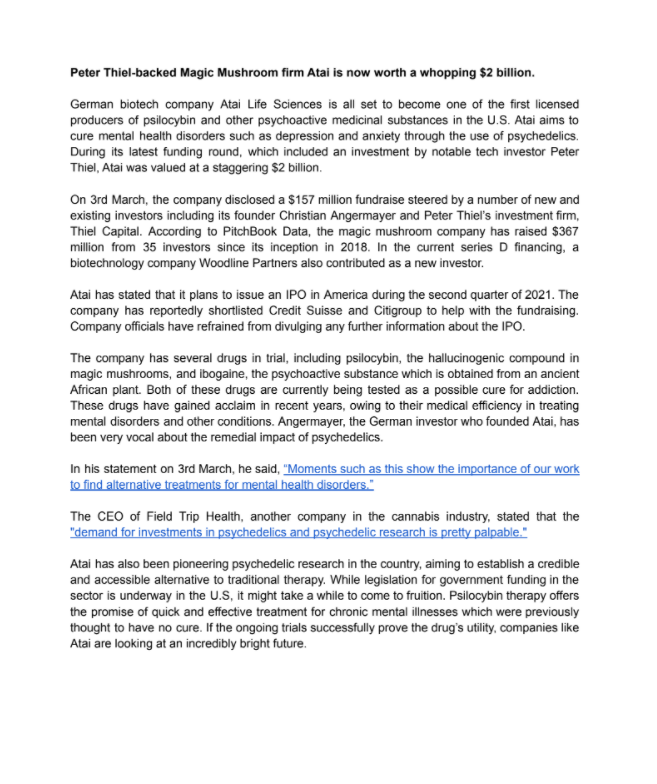 Peter Thiel-backed Magic Mushroom firm Atai is now worth a whopping $2 billion.
German biotech company Atai Life Sciences is all set to become one of the first licensed
producers of psilocybin and other psychoactive medicinal substances in the U.S. Atai aims to
cure mental health disorders such as depression and anxiety through the use of psychedelics.
During its latest funding round, which included an investment by notable tech investor Peter
Thiel, Atai was valued at a staggering $2 billion.
On 3rd March, the company disclosed a $157 million fundraise steered by a number of new and
existing investors including its founder Christian Angermayer and Peter Thiel's investment firm,
Thiel Capital. According to PitchBook Data, the magic mushroom company has raised $367
million from 35 investors since its inception in 2018. In the current series D financing, a
biotechnology company Woodline Partners also contributed as a new investor.
Atai has stated that it plans to issue an IPO in America during the second quarter of 2021. The
company has reportedly shortlisted Credit Suisse and Citigroup to help with the fundraising.
Company officials have refrained from divulging any further information about the IPO.
The company has several drugs in trial, including psilocybin, the hallucinogenic compound in
magic mushrooms, and ibogaine, the psychoactive substance which is obtained from an ancient
African plant. Both of these drugs are currently being tested as a possible cure for addiction.
These drugs have gained acclaim in recent years, owing to their medical efficiency in treating
mental disorders and other conditions. Angermayer, the German investor who founded Atai, has
been very vocal about the remedial impact of psychedelics.
In his statement on 3rd March, he said, “Moments such as this show the importance of our work
to find alternative treatments for mental health disorders.”
The CEO of Field Trip Health, another company in the cannabis industry, stated that the
"demand for investments in psychedelics and psychedelic research is pretty palpable."
Atai has also been pioneering psychedelic research in the country, aiming to establish a credible
and accessible alternative to traditional therapy. While legislation for government funding in the
sector is underway in the U.S, it might take a while to come to fruition. Psilocybin therapy offers
the promise of quick and effective treatment for chronic mental illnesses which were previously
thought to have no cure. If the ongoing trials successfully prove the drug's utility, companies like
Atai are looking at an incredibly bright future.